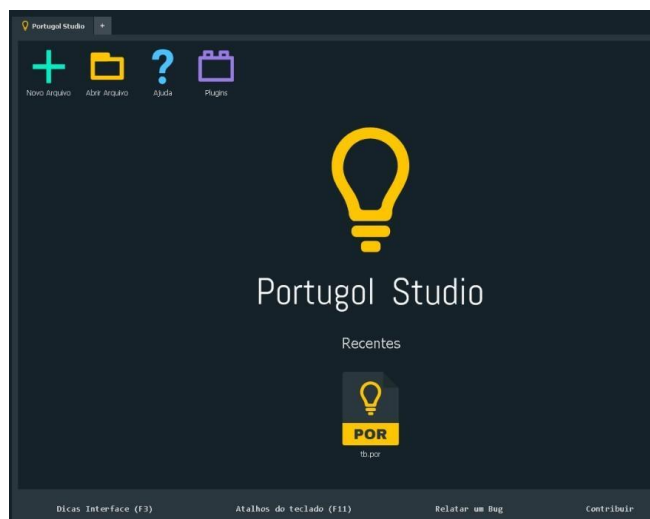 Portugol Studio +
Novo Arquivo Abrir Arquivo Ajuda Plugins
Portugol Studio
Recentes
POR
tb.por
Dicas Interface (F3) Atalhos do teclado (F11) Relatar um Bug Contribuir